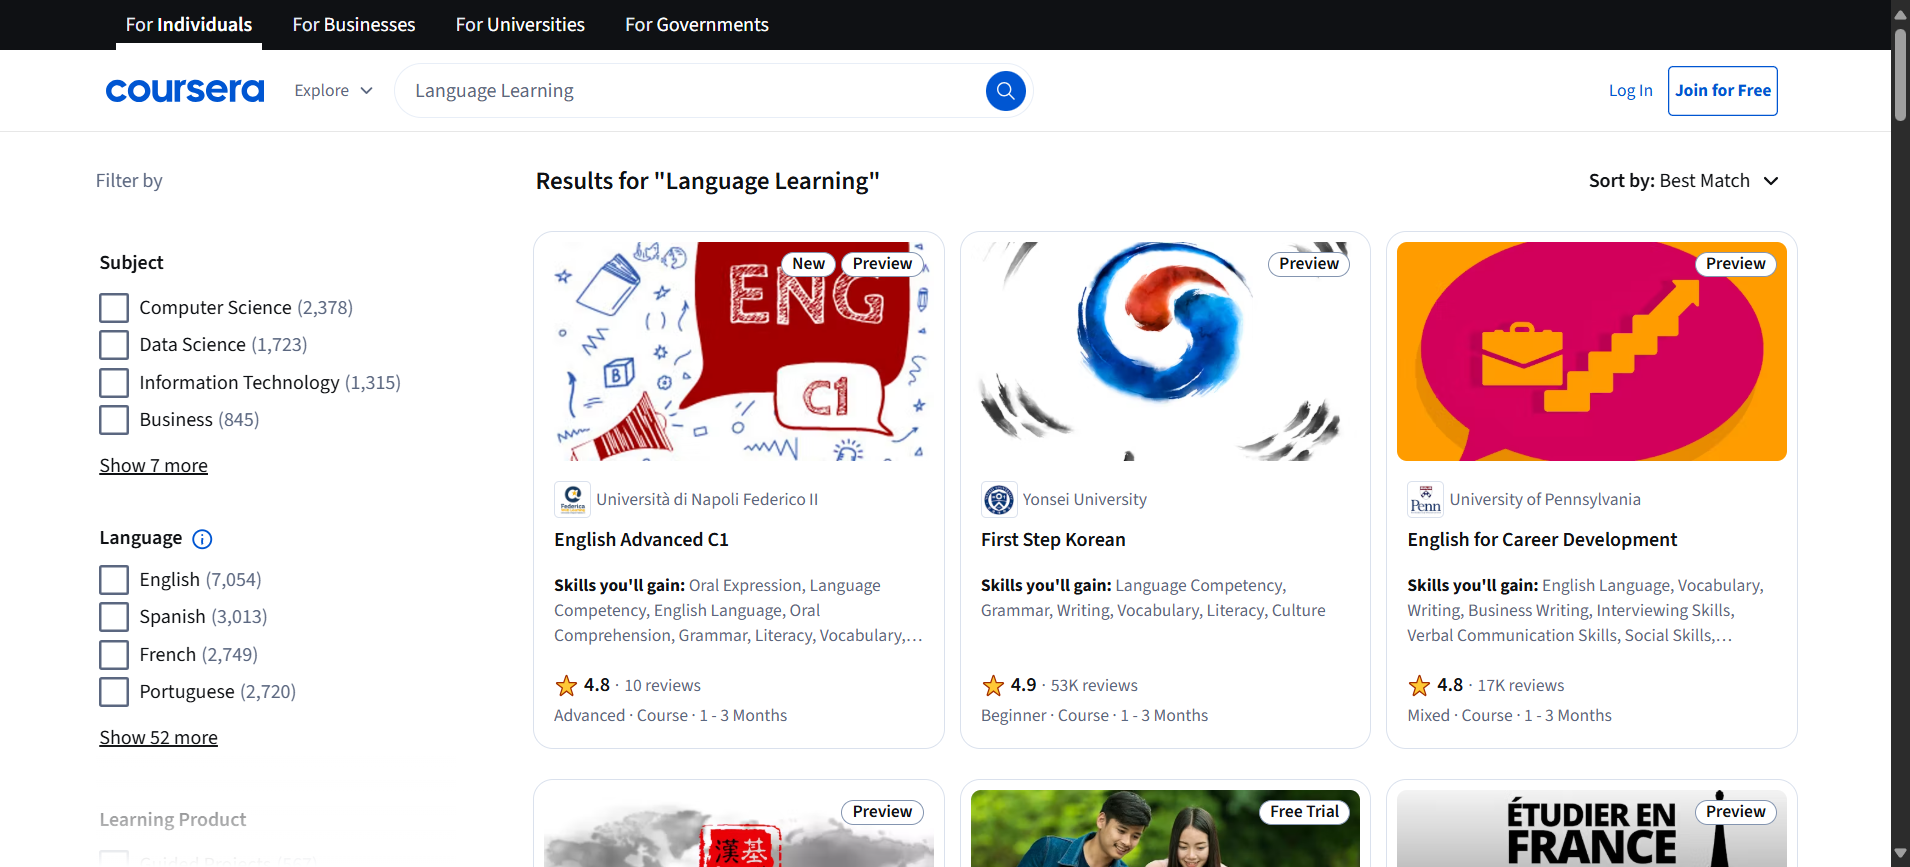 For Individuals
For Businesses
For Universities
For Governments
coursera
Explore
Language Learning
Log In
Join for Free
Filter by
Results for "Language Learning"
Sort by: Best Match
Subject
Computer Science (2,378)
Data Science (1,723)
Information Technology (1,315)
Business (845)
Show 7 more
Language
English (7,054)
Spanish (3,013)
French (2,749)
Portuguese (2,720)
Show 52 more
Learning Product
Guided Projects (567)
New
Preview
ENG
C1
B
Università di Napoli Federico II
English Advanced C1
Skills you'll gain: Oral Expression, Language
Competency, English Language, Oral
Comprehension, Grammar, Literacy, Vocabulary,…
4.8 · 10 reviews
Advanced · Course · 1 - 3 Months
Preview
Yonsei University
First Step Korean
Skills you'll gain: Language Competency,
Grammar, Writing, Vocabulary, Literacy, Culture
4.9 · 53K reviews
Beginner · Course · 1 - 3 Months
Preview
Penn
University of Pennsylvania
English for Career Development
Skills you'll gain: English Language, Vocabulary,
Writing, Business Writing, Interviewing Skills,
Verbal Communication Skills, Social Skills,…
4.8 · 17K reviews
Mixed · Course · 1 - 3 Months
Preview
漢基
Free Trial
Preview
ÉTUDIER EN
FRANCE